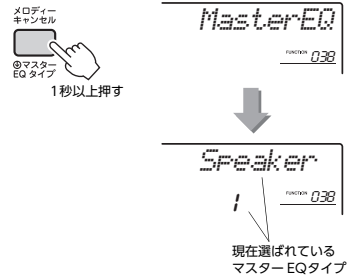 メロディー
キャンセル
マスター
EQ タイプ
1秒以上押す
MasterEQ
FUNCTION 038
Speaker
1
FUNCTION 038
現在選ばれている
マスター EQタイプ